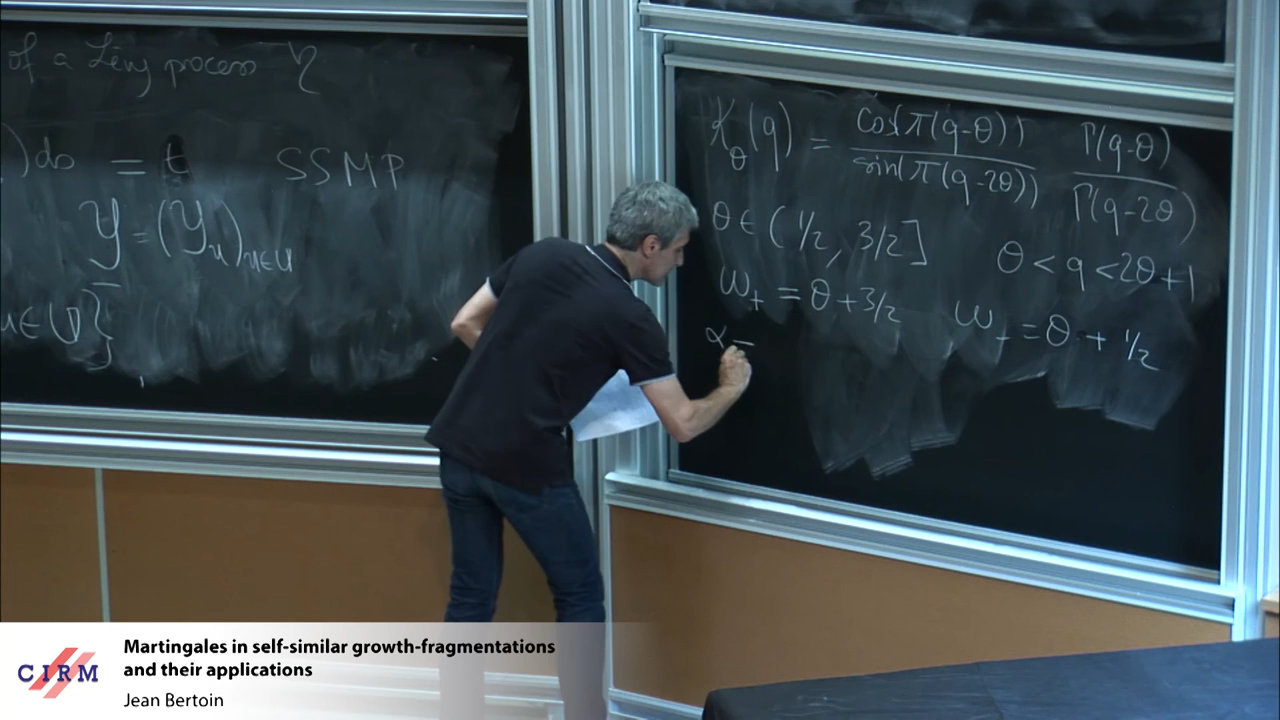 of a Lévy process η
)ds = t SSMP
Y = (Y_u)_{u∈U}
u∈U}
K_θ(q) = cos(π(q-θ)) / sin(π(q-2θ)) Γ(q-θ) / Γ(q-2θ)
θ ∈ (1/2, 3/2] θ < q < 2θ+1
ω_+ = θ + 3/2 ω_- = θ + 1/2
α =
CIRM
Martingales in self-similar growth-fragmentations
and their applications
Jean Bertoin